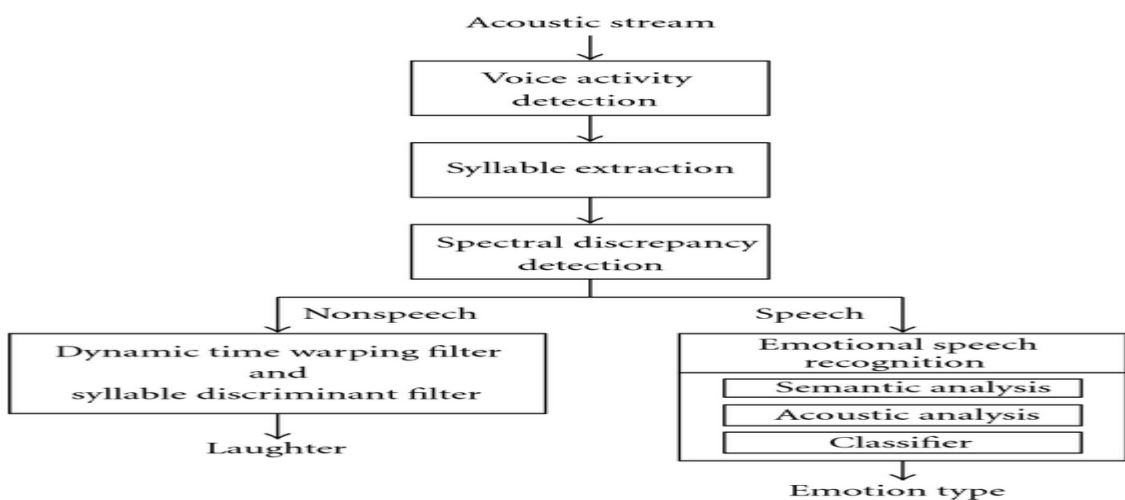 Acoustic stream
Voice activity
detection
Syllable extraction
Spectral discrepancy
detection
Nonspeech
Speech
Dynamic time warping filter
and
syllable discriminant filter
Laughter
Emotional speech
recognition
Semantic analysis
Acoustic analysis
Classifier
Emotion type